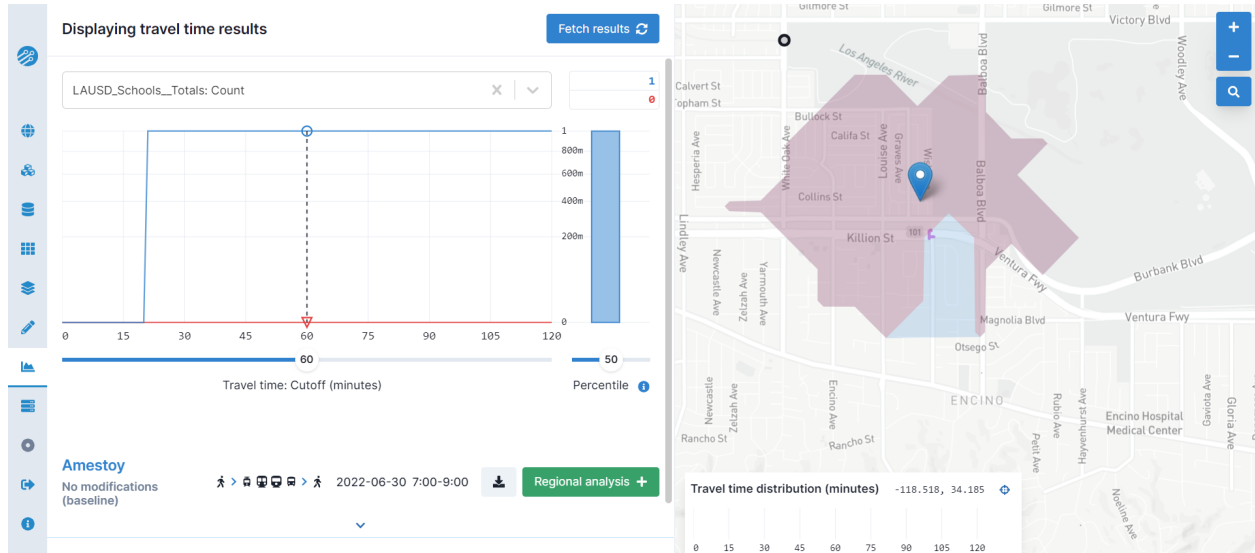 Displaying travel time results
Fetch results
LAUSD_Schools__Totals: Count
1
0
1
800m
600m
400m
200m
0
0 15 30 45 60 75 90 105 120
60
50
Travel time: Cutoff (minutes)
Percentile
Amestoy
No modifications
(baseline)
2022-06-30 7:00-9:00
Regional analysis +
Gilmore St
Gilmore St
Victory Blvd
Woodley Ave
Balboa Blvd
Los Angeles River
Calvert St
Topham St
Bullock St
Califa St
Hesperia Ave
White Oak Ave
Louise Ave
Graves Ave
Collins St
Balboa Blvd
Lindley Ave
Killion St
101
Ventura Fwy
Burbank Blvd
Newcastle Ave
Zelzah Ave
Yarmouth Ave
Magnolia Blvd
Ventura Fwy
Otsego St
Newcastle
Zelzah Ave
Encino Ave
ENCINO
Rubio Ave
Hayvenhurst Ave
Encino Hospital
Medical Center
Gaviota Ave
Gloria Ave
Rancho St
Rancho St
Petit Ave
Noeline Ave
Travel time distribution (minutes) -118.518, 34.185
0 15 30 45 60 75 90 105 120
+
−